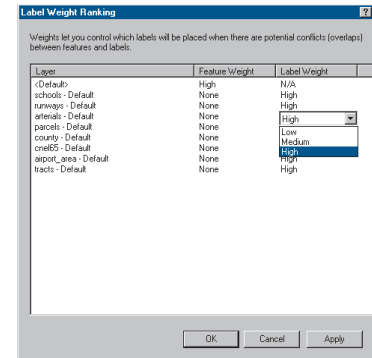 Label Weight Ranking ?
Weights let you control which labels will be placed when there are potential conflicts (overlaps)
between features and labels.
Layer Feature Weight Label Weight
<Default> High N/A
schools - Default None High
runways - Default None High
arterials - Default None High
parcels - Default None Low
county - Default None Medium
cnel65 - Default None High
airport_area - Default None High
tracts - Default None High
OK Cancel Apply